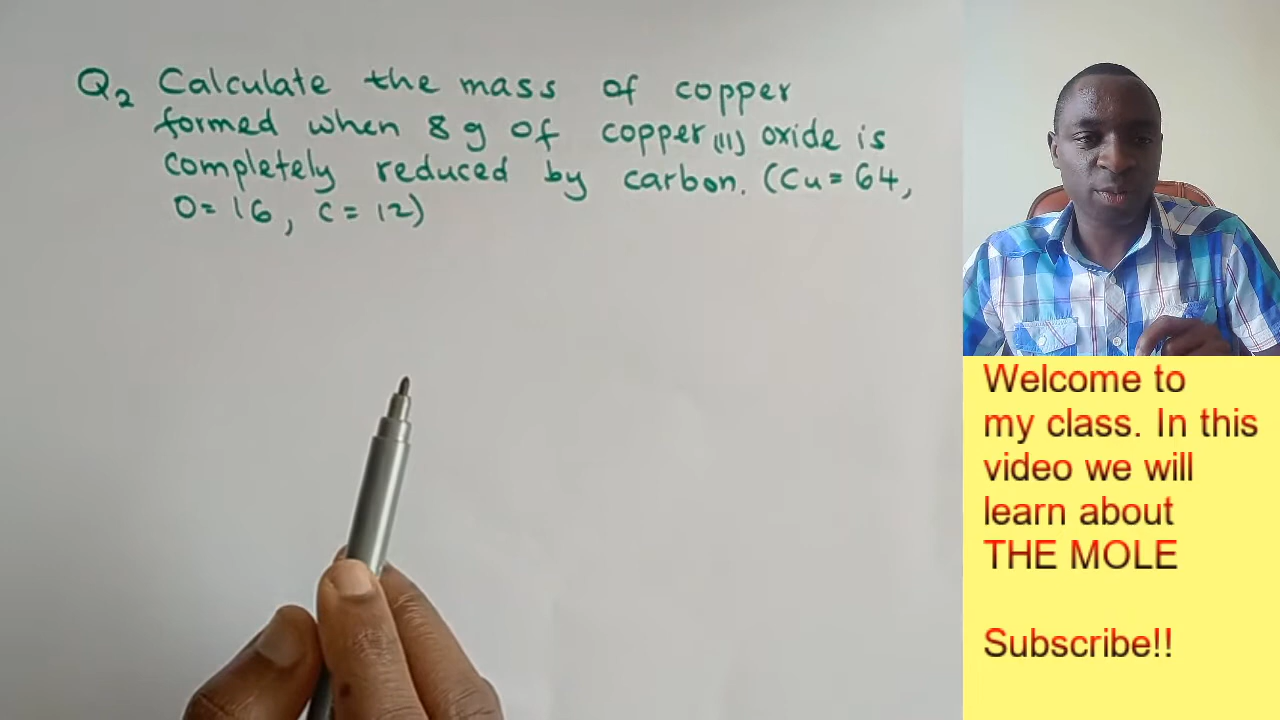 Q2 Calculate the mass of copper
formed when 8 g of copper (II) oxide is
completely reduced by carbon. (Cu = 64,
O = 16, C = 12)
Welcome to
my class. In this
video we will
learn about
THE MOLE
Subscribe!!